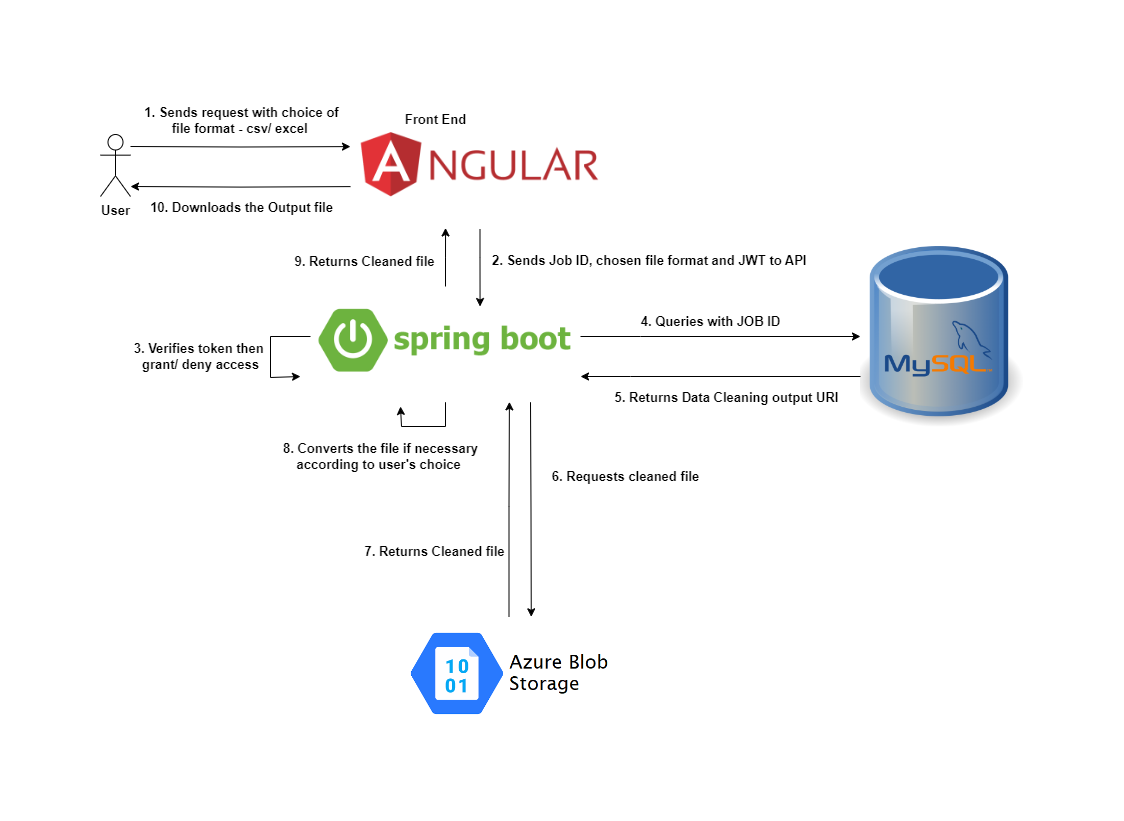 1. Sends request with choice of
file format - csv/ excel
Front End
ANGULAR
User
10. Downloads the Output file
9. Returns Cleaned file
2. Sends Job ID, chosen file format and JWT to API
spring boot
4. Queries with JOB ID
3. Verifies token then
grant/ deny access
MySQL
5. Returns Data Cleaning output URI
8. Converts the file if necessary
according to user's choice
6. Requests cleaned file
7. Returns Cleaned file
10
01
Azure Blob
Storage